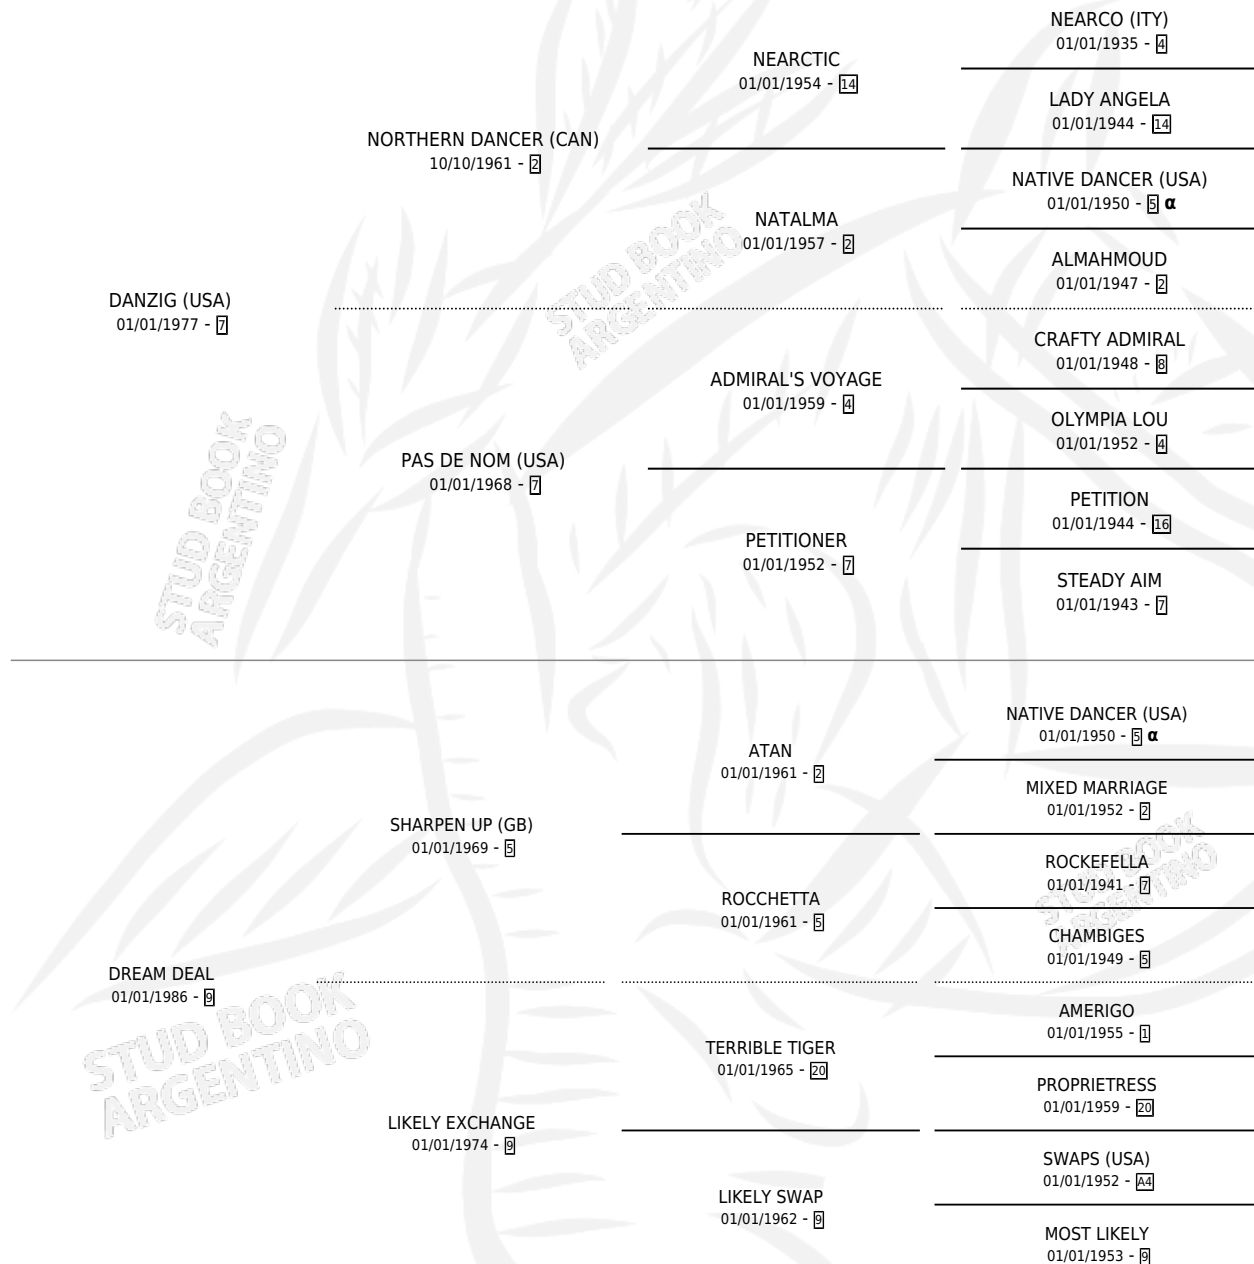 NEARCO (ITY)
01/01/1935 - 4
NEARCTIC
01/01/1954 - 14
LADY ANGELA
01/01/1944 - 14
NORTHERN DANCER (CAN)
10/10/1961 - 2
NATIVE DANCER (USA)
01/01/1950 - 5 α
NATALMA
01/01/1957 - 2
ALMAHMOUD
01/01/1947 - 2
STUD BOOK
ARGENTINO
DANZIG (USA)
01/01/1977 - 7
CRAFTY ADMIRAL
01/01/1948 - 8
ADMIRAL'S VOYAGE
01/01/1959 - 4
OLYMPIA LOU
01/01/1952 - 4
PAS DE NOM (USA)
01/01/1968 - 7
PETITION
01/01/1944 - 16
PETITIONER
01/01/1952 - 7
STEADY AIM
01/01/1943 - 7
STUD BOOK
ARGENTINO
NATIVE DANCER (USA)
01/01/1950 - 5 α
ATAN
01/01/1961 - 2
MIXED MARRIAGE
01/01/1952 - 2
SHARPEN UP (GB)
01/01/1969 - 5
ROCKEFELLA
01/01/1941 - 7
ROCCHETTA
01/01/1961 - 5
CHAMBIGES
01/01/1949 - 5
STUD BOOK
ARGENTINO
DREAM DEAL
01/01/1986 - 9
AMERIGO
01/01/1955 - 1
TERRIBLE TIGER
01/01/1965 - 20
PROPRIETRESS
01/01/1959 - 20
STUD BOOK
ARGENTINO
LIKELY EXCHANGE
01/01/1974 - 9
SWAPS (USA)
01/01/1952 - A4
LIKELY SWAP
01/01/1962 - 9
MOST LIKELY
01/01/1953 - 9